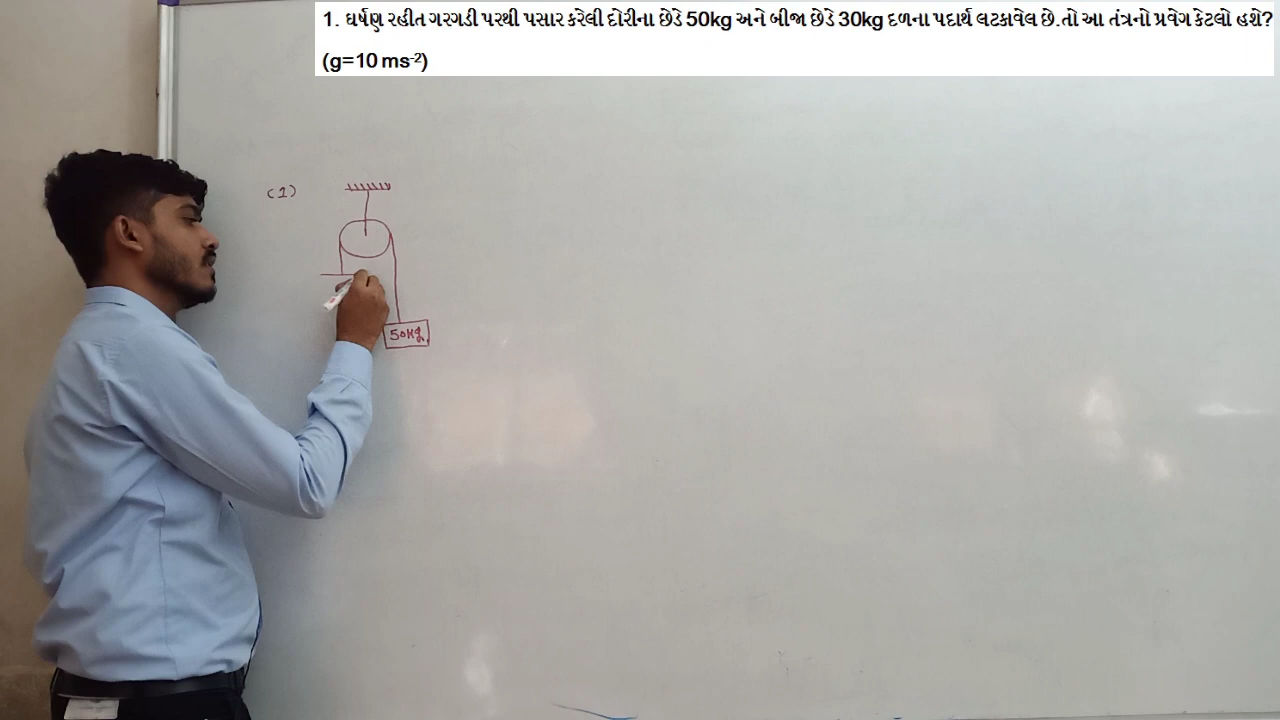 1. ઘર્ષણ રહીત ગરગડી પરથી પસાર કરેલી દોરીના છેડે 50kg અને બીજા છેડે 30kg દળના પદાર્થ લટકાવેલ છે.તો આ તંત્રનો પ્રવેગ કેટલો હશે?
(g=10 ms⁻²)
(1)
50Kg